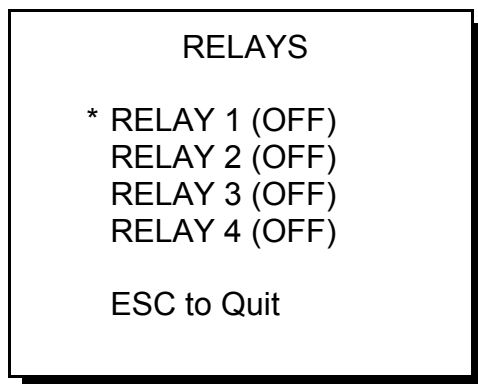 RELAYS
* RELAY 1 (OFF)
RELAY 2 (OFF)
RELAY 3 (OFF)
RELAY 4 (OFF)
ESC to Quit